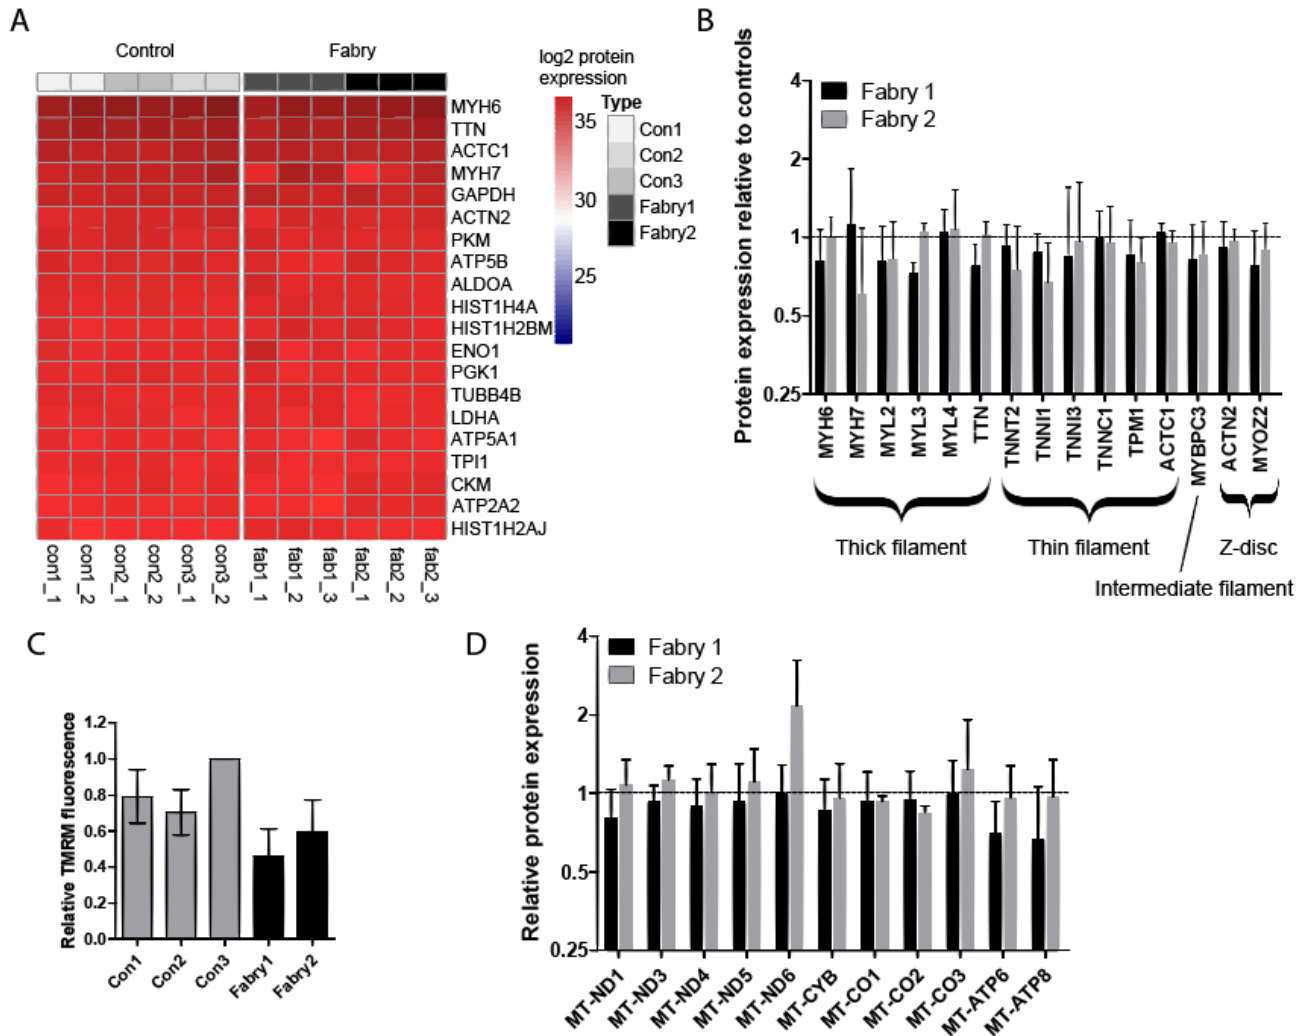 A
Control Fabry
log2 protein
expression
35
30
25
Type
Con1
Con2
Con3
Fabry1
Fabry2
MYH6
TTN
ACTC1
MYH7
GAPDH
ACTN2
PKM
ATP5B
ALDOA
HIST1H4A
HIST1H2BM
ENO1
PGK1
TUBB4B
LDHA
ATP5A1
TPI1
CKM
ATP2A2
HIST1H2AJ
con1_1
con1_2
con2_1
con2_2
con3_1
con3_2
fab1_1
fab1_2
fab1_3
fab2_1
fab2_2
fab2_3
B
Protein expression relative to controls
Fabry 1
Fabry 2
4
2
1
0.5
0.25
MYH6
MYH7
MYL2
MYL3
MYL4
TTN
TNNT2
TNNI1
TNNI3
TNNC1
TPM1
ACTC1
MYBPC3
ACTN2
MYOZ2
Thick filament
Thin filament
Z-disc
Intermediate filament
C
Relative TMRM fluorescence
1.2
1.0
0.8
0.6
0.4
0.2
0.0
Con1
Con2
Con3
Fabry1
Fabry2
D
Relative protein expression
Fabry 1
Fabry 2
4
2
1
0.5
0.25
MT-ND1
MT-ND3
MT-ND4
MT-ND5
MT-ND6
MT-CYB
MT-CO1
MT-CO2
MT-CO3
MT-ATP6
MT-ATP8